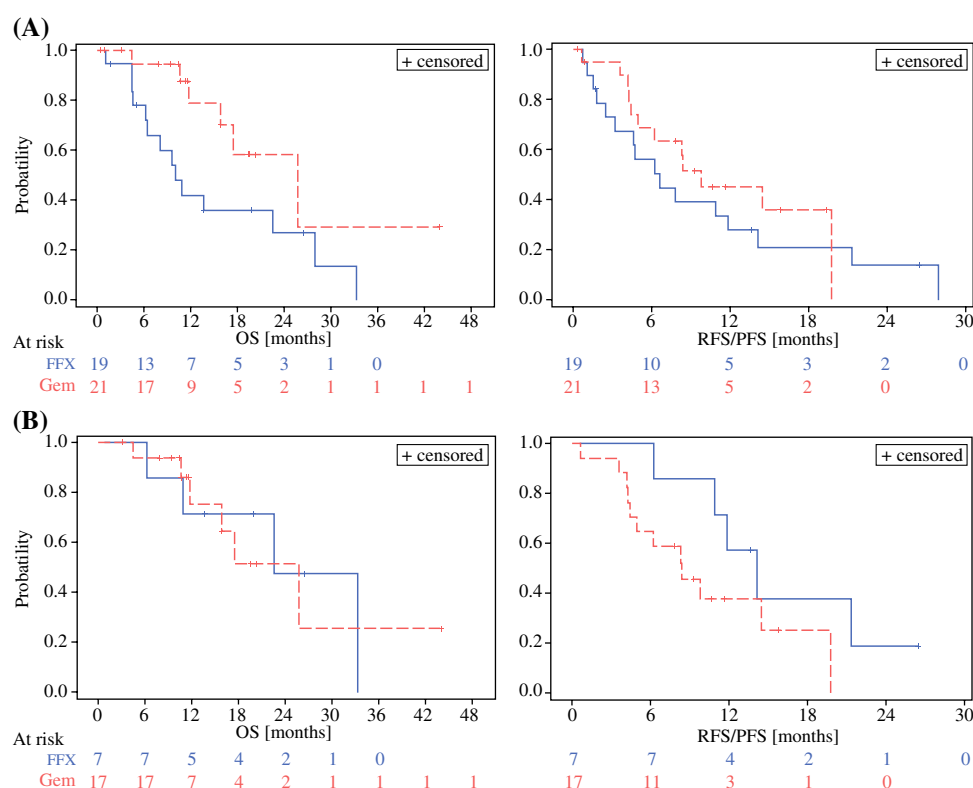 (A)
1.0
0.8
0.6
0.4
0.2
0.0
Probatility
+ censored
0 6 12 18 24 30 36 42 48
OS [months]
1.0
0.8
0.6
0.4
0.2
0.0
+ censored
0 6 12 18 24 30
RFS/PFS [months]
At risk
FFX 19 13 7 5 3 1 0
Gem 21 17 9 5 2 1 1 1 1
19 10 5 3 2 0
21 13 5 2 0
(B)
1.0
0.8
0.6
0.4
0.2
0.0
Probatility
+ censored
0 6 12 18 24 30 36 42 48
OS [months]
1.0
0.8
0.6
0.4
0.2
0.0
+ censored
0 6 12 18 24 30
RFS/PFS [months]
At risk
FFX 7 7 5 4 2 1 0
Gem 17 17 7 4 2 1 1 1 1
7 7 4 2 1 0
17 11 3 1 0